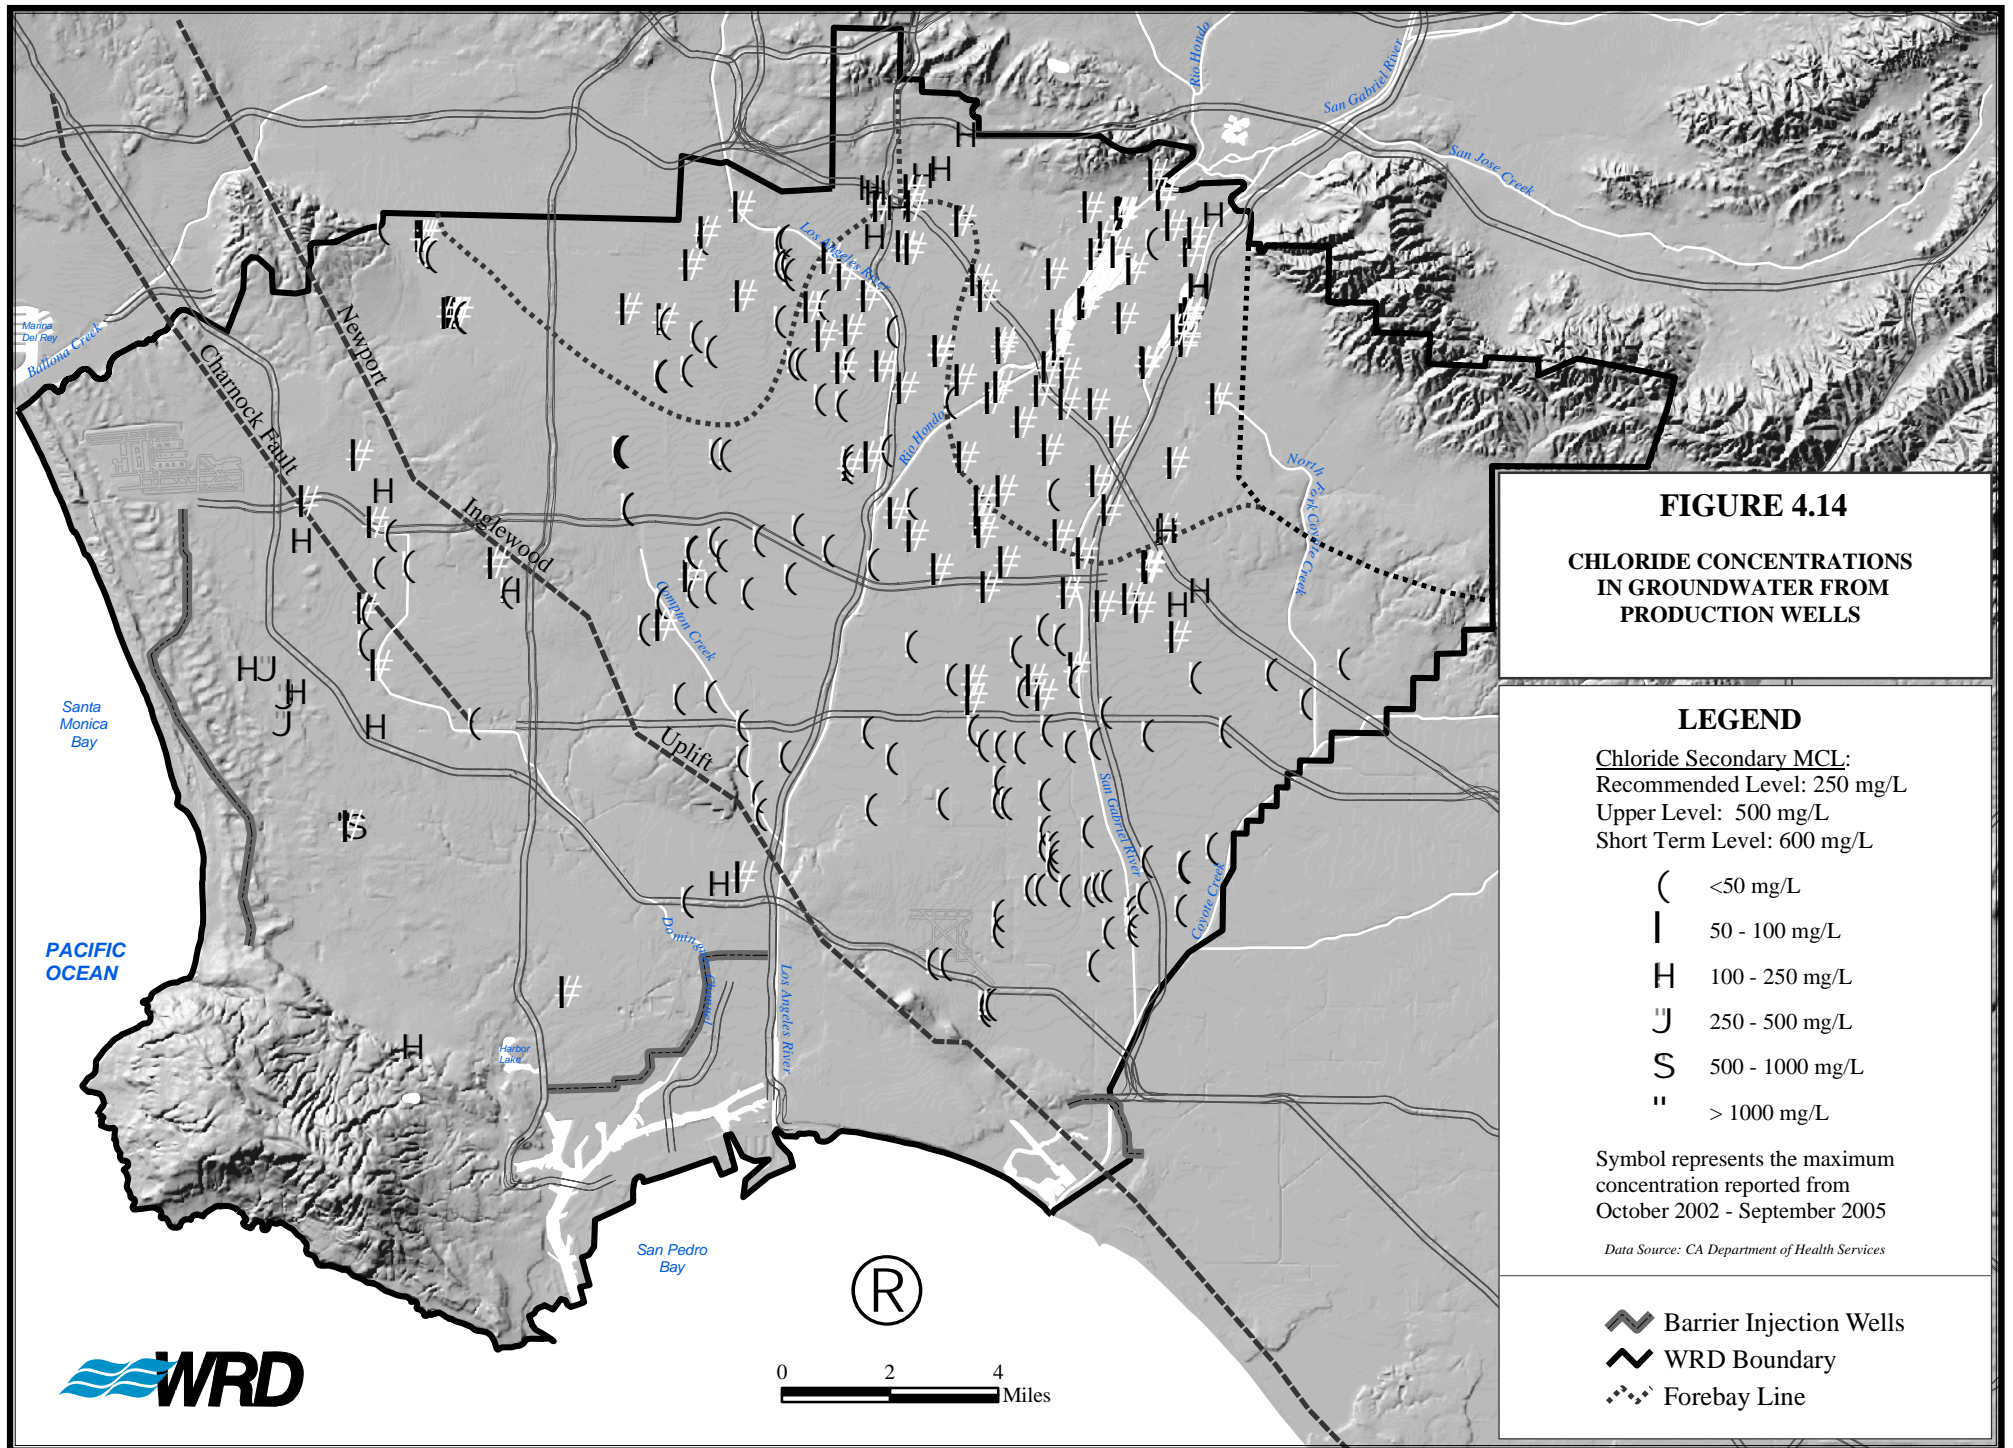 Rio Hondo
San Gabriel River
San Jose Creek
Los Angeles River
Marina
Del Rey
Ballona Creek
Newport
Charnock Fault
Rio Hondo
Inglewood
North
Fork Coyote Creek
Compton Creek
Uplift
Santa
Monica
Bay
San Gabriel River
Coyote Creek
PACIFIC
OCEAN
Dominguez Channel
Los Angeles River
Harbor
Lake
San Pedro
Bay
R
WRD
0 2 4
Miles
FIGURE 4.14
CHLORIDE CONCENTRATIONS
IN GROUNDWATER FROM
PRODUCTION WELLS
LEGEND
Chloride Secondary MCL:
Recommended Level: 250 mg/L
Upper Level: 500 mg/L
Short Term Level: 600 mg/L
( <50 mg/L
| 50 - 100 mg/L
H 100 - 250 mg/L
"J 250 - 500 mg/L
S 500 - 1000 mg/L
" > 1000 mg/L
Symbol represents the maximum
concentration reported from
October 2002 - September 2005
Data Source: CA Department of Health Services
Barrier Injection Wells
WRD Boundary
Forebay Line